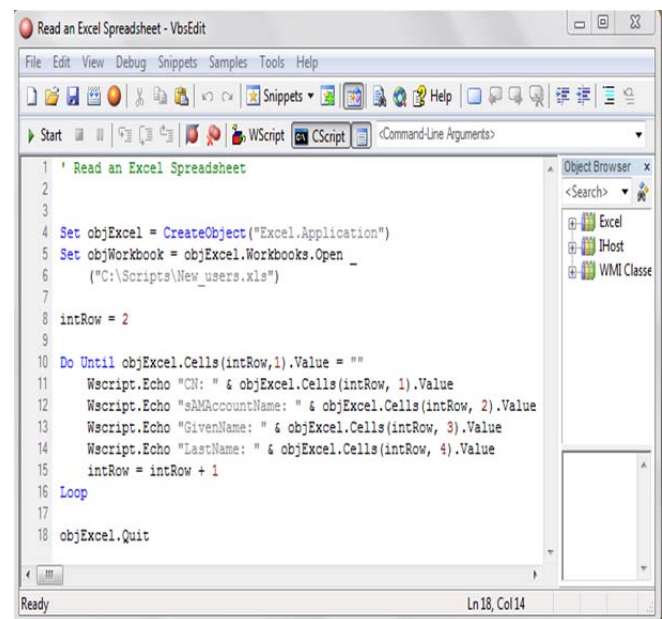 Read an Excel Spreadsheet - VbsEdit
File Edit View Debug Snippets Samples Tools Help
Snippets Help
Start WScript CScript <Command-Line Arguments>
1 ' Read an Excel Spreadsheet
2
3
4 Set objExcel = CreateObject("Excel.Application")
5 Set objWorkbook = objExcel.Workbooks.Open _
6 ("C:\Scripts\New_users.xls")
7
8 intRow = 2
9
10 Do Until objExcel.Cells(intRow,1).Value = ""
11 Wscript.Echo "CN: " & objExcel.Cells(intRow, 1).Value
12 Wscript.Echo "sAMAccountName: " & objExcel.Cells(intRow, 2).Value
13 Wscript.Echo "GivenName: " & objExcel.Cells(intRow, 3).Value
14 Wscript.Echo "LastName: " & objExcel.Cells(intRow, 4).Value
15 intRow = intRow + 1
16 Loop
17
18 objExcel.Quit
Object Browser x
<Search>
Excel
IHost
WMI Classe
Ready Ln 18, Col 14